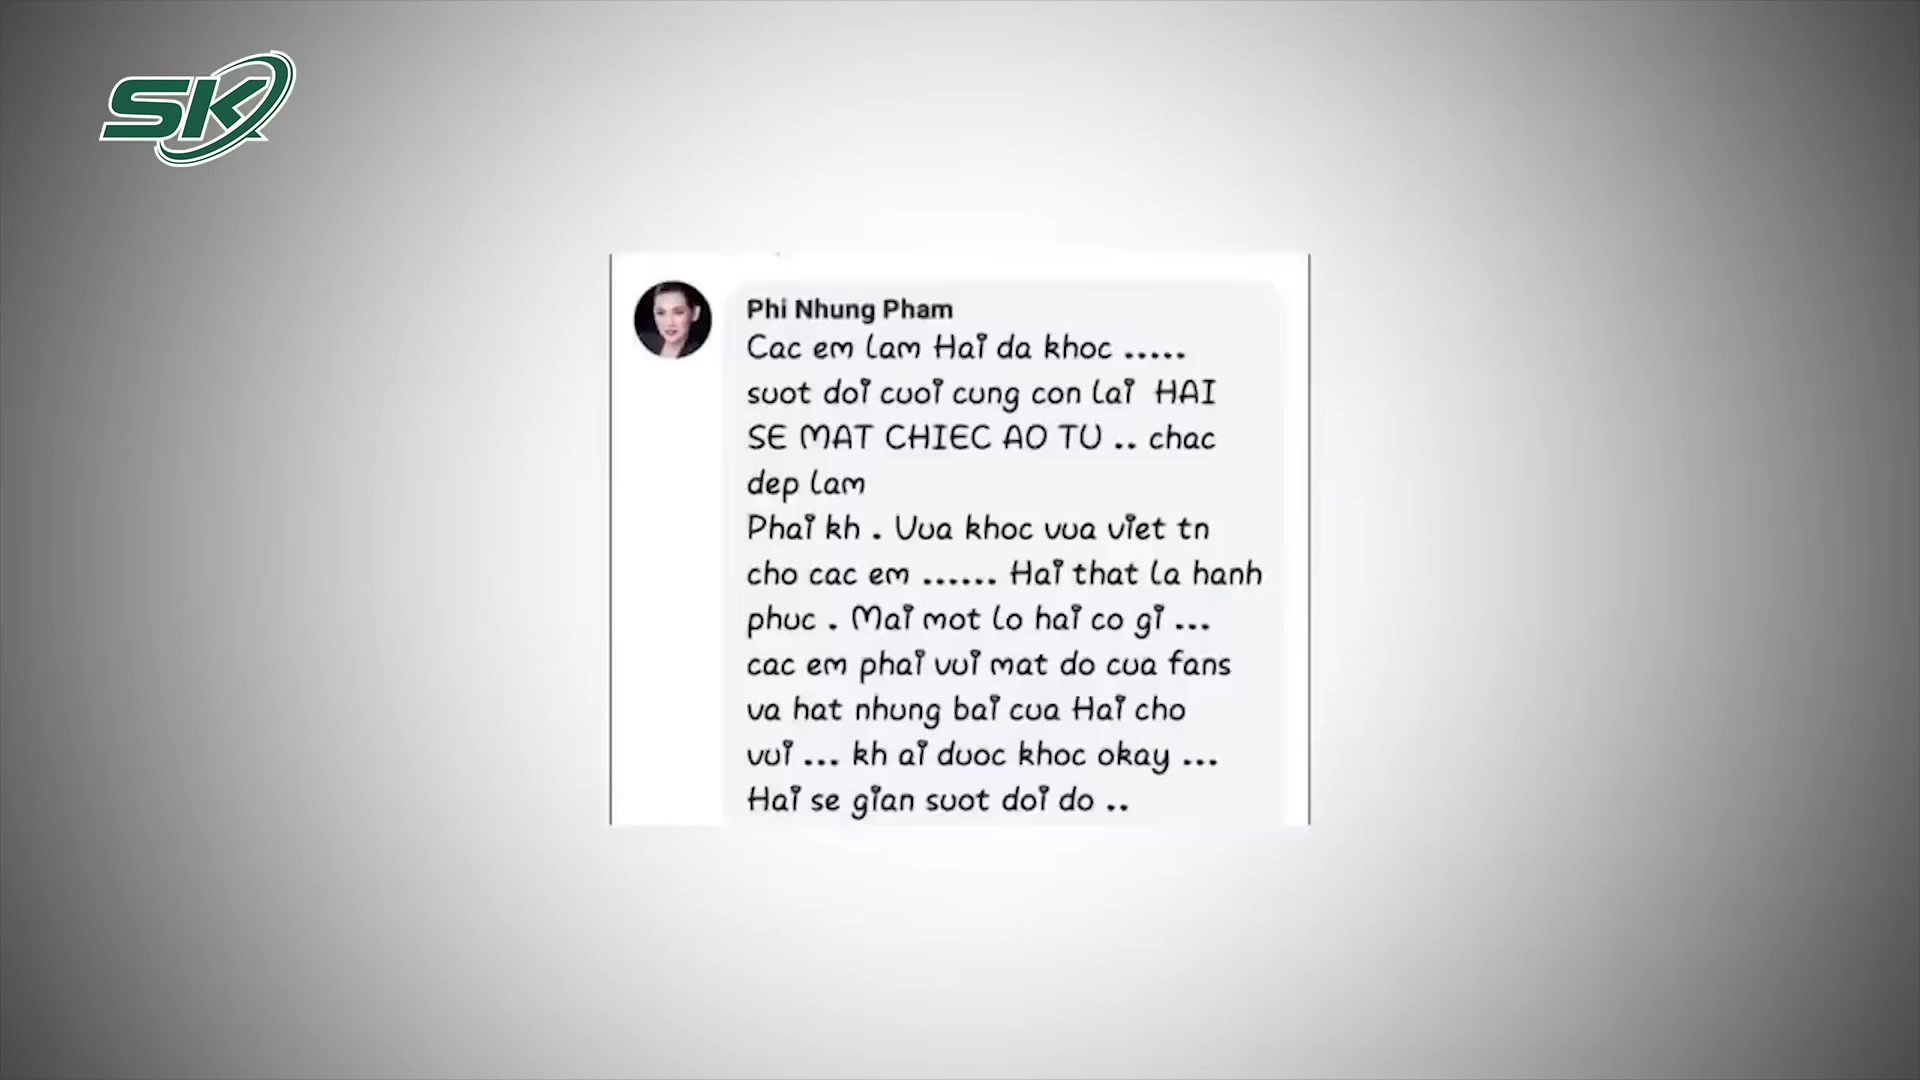 SK
Phi Nhung Pham
Cac em lam Hai da khoc .....
suot doi cuoi cung con lai HAI
SE MAT CHIEC AO TU .. chac
dep lam
Phai kh . Vua khoc vua viet tn
cho cac em ...... Hai that la hanh
phuc . Mai mot lo hai co gi ...
cac em phai vui mat do cua fans
va hat nhung bai cua Hai cho
vui ... kh ai duoc khoc okay ...
Hai se gian suot doi do ..